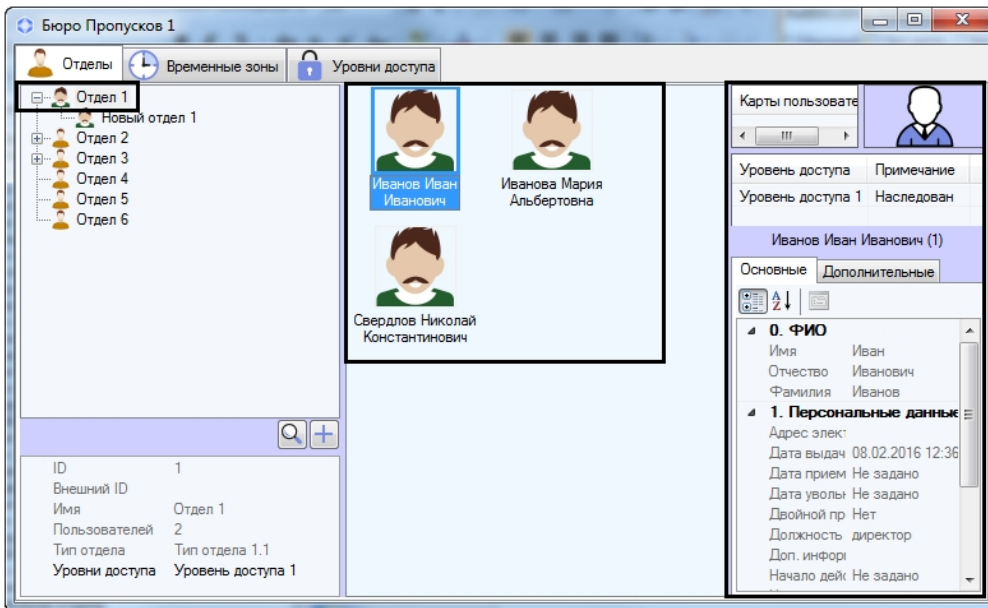 Бюро Пропусков 1
Отделы Временные зоны Уровни доступа
Отдел 1
Новый отдел 1
Отдел 2
Отдел 3
Отдел 4
Отдел 5
Отдел 6
ID 1
Внешний ID
Имя Отдел 1
Пользователей 2
Тип отдела Тип отдела 1.1
Уровни доступа Уровень доступа 1
Иванов Иван
Иванович
Иванова Мария
Альбертовна
Свердлов Николай
Константинович
Карты пользовате
Уровень доступа Примечание
Уровень доступа 1 Наследован
Иванов Иван Иванович (1)
Основные Дополнительные
0. ФИО
Имя Иван
Отчество Иванович
Фамилия Иванов
1. Персональные данные
Адрес элект
Дата выдач 08.02.2016 12:36
Дата прием Не задано
Дата уволь Не задано
Двойной пр Нет
Должность директор
Доп. инфор
Начало дей Не задано